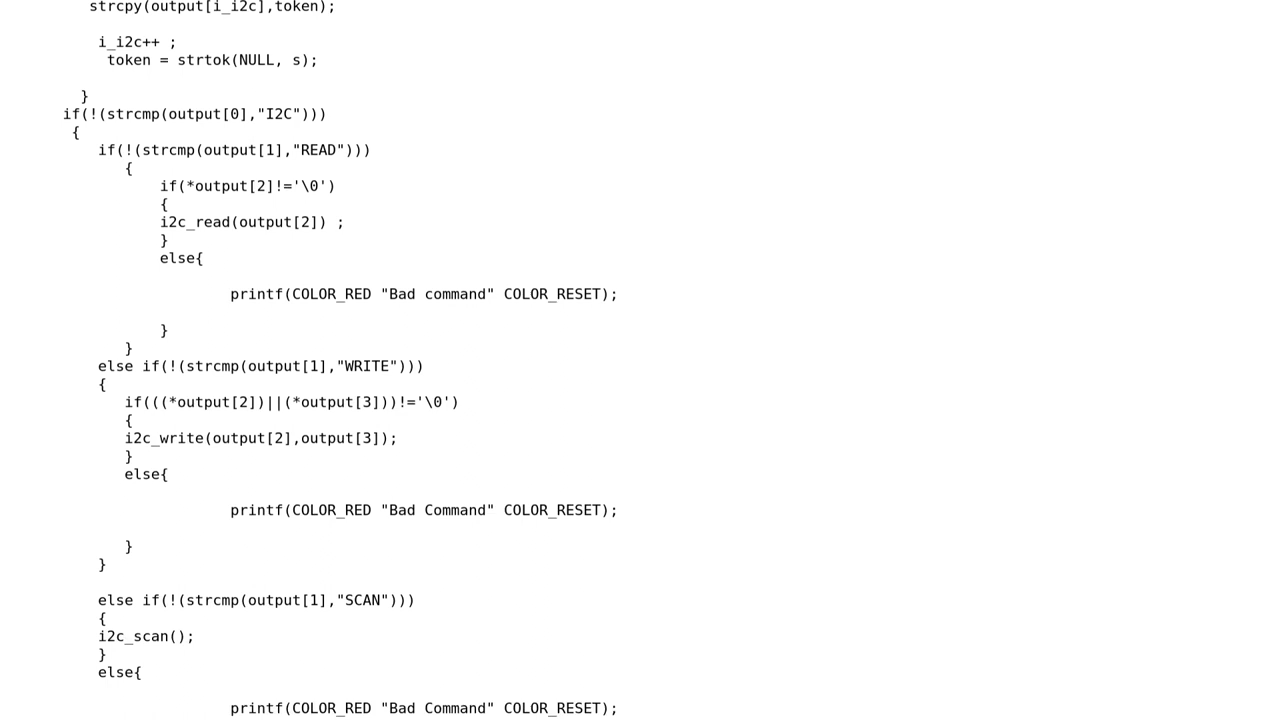 strcpy(output[i_i2c],token);
i_i2c++ ;
token = strtok(NULL, s);
}
if(!(strcmp(output[0],"I2C")))
{
if(!(strcmp(output[1],"READ")))
{
if(*output[2]!='\0')
{
i2c_read(output[2]) ;
}
else{
printf(COLOR_RED "Bad command" COLOR_RESET);
}
}
else if(!(strcmp(output[1],"WRITE")))
{
if(((*output[2])||(*output[3]))!='\0')
{
i2c_write(output[2],output[3]);
}
else{
printf(COLOR_RED "Bad Command" COLOR_RESET);
}
}
else if(!(strcmp(output[1],"SCAN")))
{
i2c_scan();
}
else{
printf(COLOR_RED "Bad Command" COLOR_RESET);